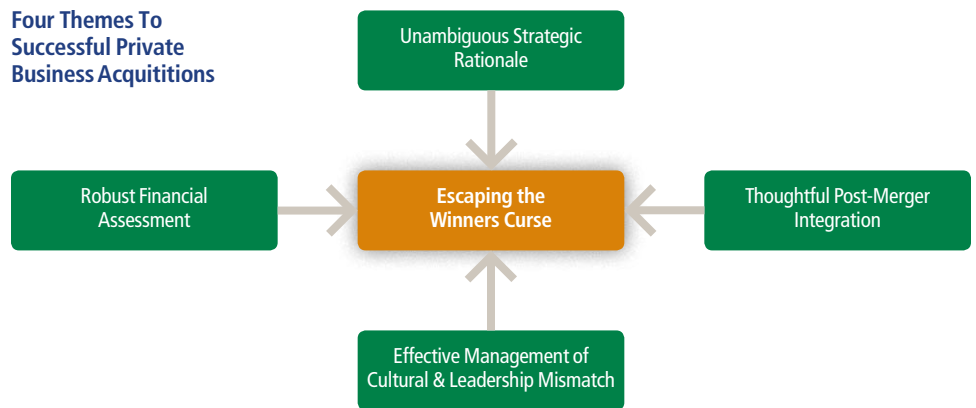 Four Themes To
Successful Private
Business Acquititions
Unambiguous Strategic
Rationale
Robust Financial
Assessment
Escaping the
Winners Curse
Thoughtful Post-Merger
Integration
Effective Management of
Cultural & Leadership Mismatch